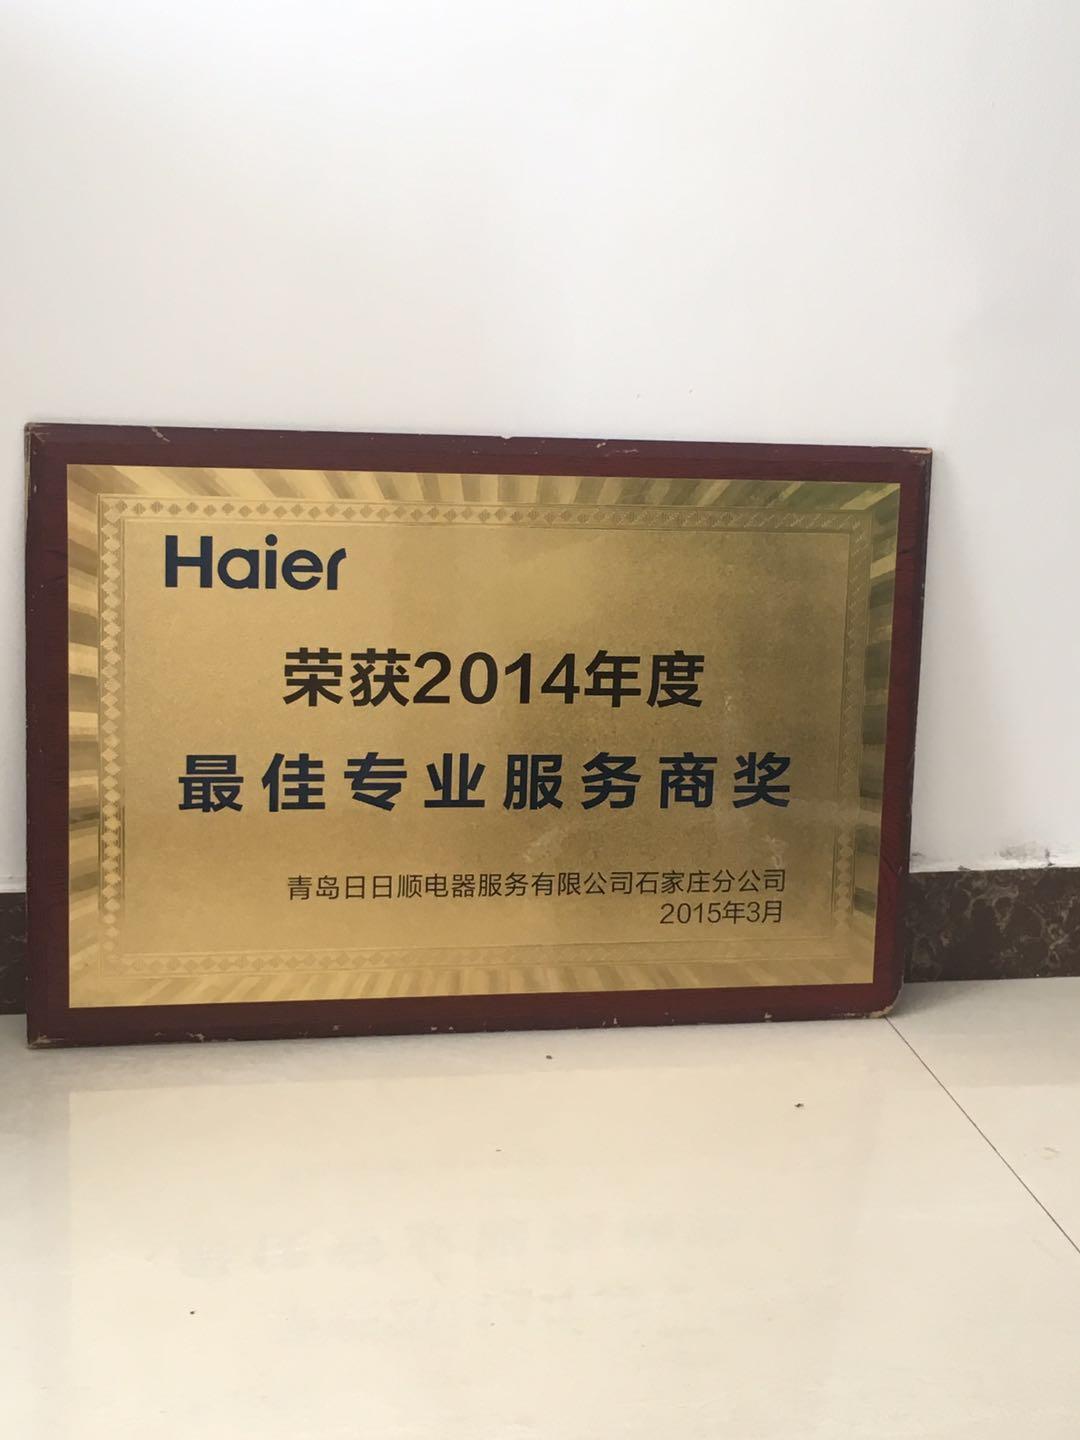 Haier
荣获2014年度
最佳专业服务商奖
青岛日日顺电器服务有限公司石家庄分公司
2015年3月